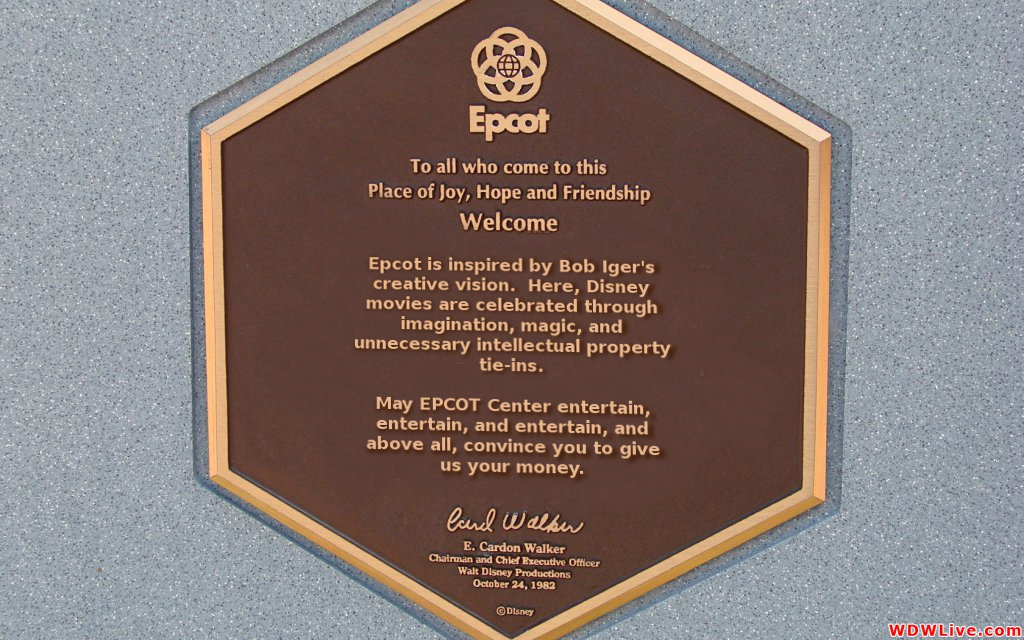 Epcot
To all who come to this
Place of Joy, Hope and Friendship
Welcome
Epcot is inspired by Bob Iger's
creative vision.  Here, Disney
movies are celebrated through
imagination, magic, and
unnecessary intellectual property
tie-ins.
May EPCOT Center entertain,
entertain, and entertain, and
above all, convince you to give
us your money.
Card Walker
E. Cardon Walker
Chairman and Chief Executive Officer
Walt Disney Productions
October 24, 1982
©Disney
WDWLive.com